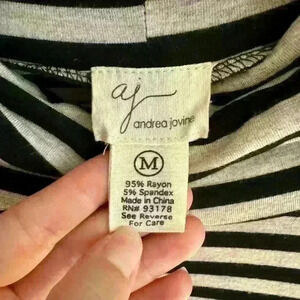 aj
andrea jovine
M
95% Rayon
5% Spandex
Made in China
RN# 93178
See Reverse
For Care